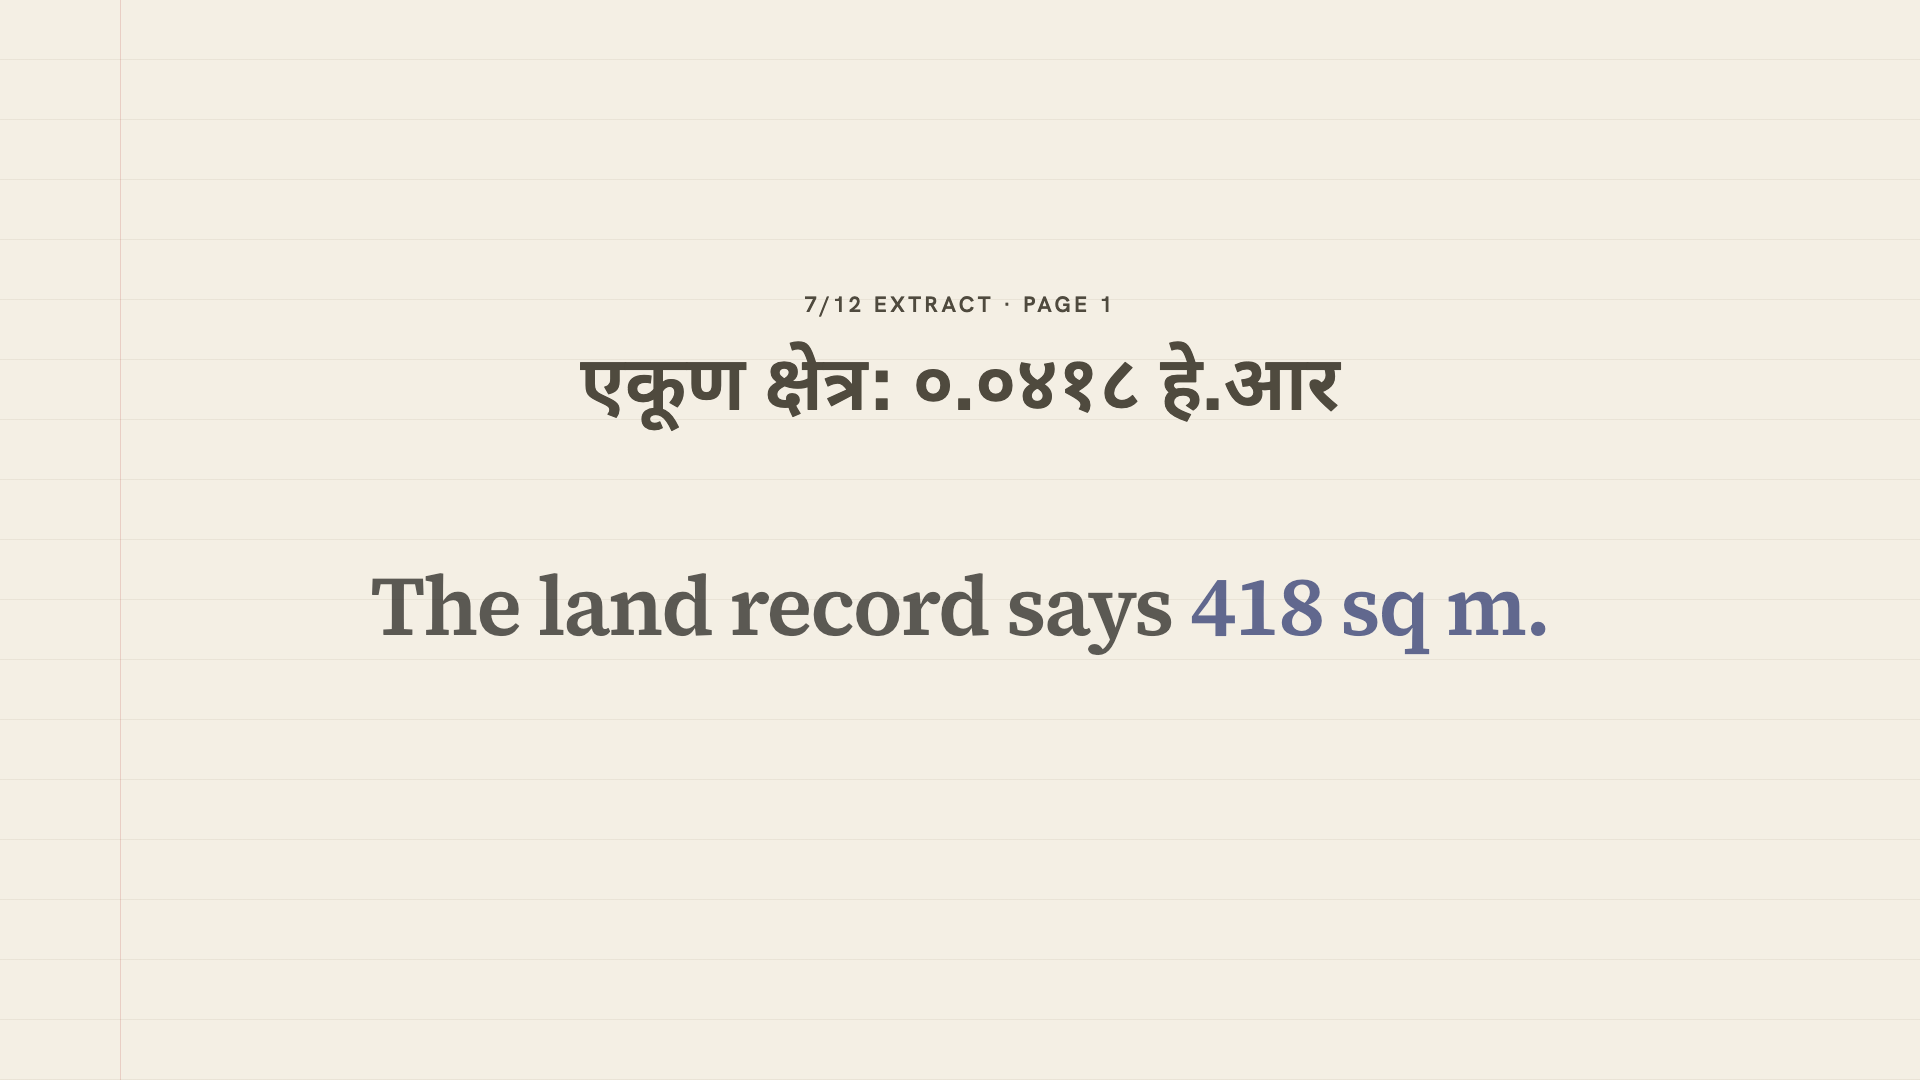 7/12 EXTRACT · PAGE 1
एकूण क्षेत्र: ०.०४१८ हे.आर
The land record says 418 sq m.